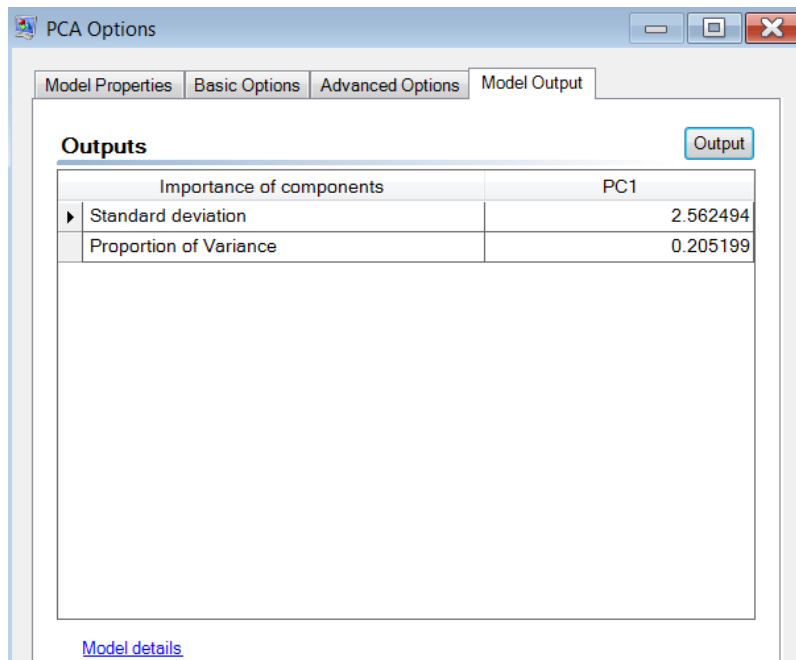 PCA Options
Model Properties Basic Options Advanced Options Model Output
Outputs Output
Importance of components PC1
Standard deviation 2.562494
Proportion of Variance 0.205199
Model details